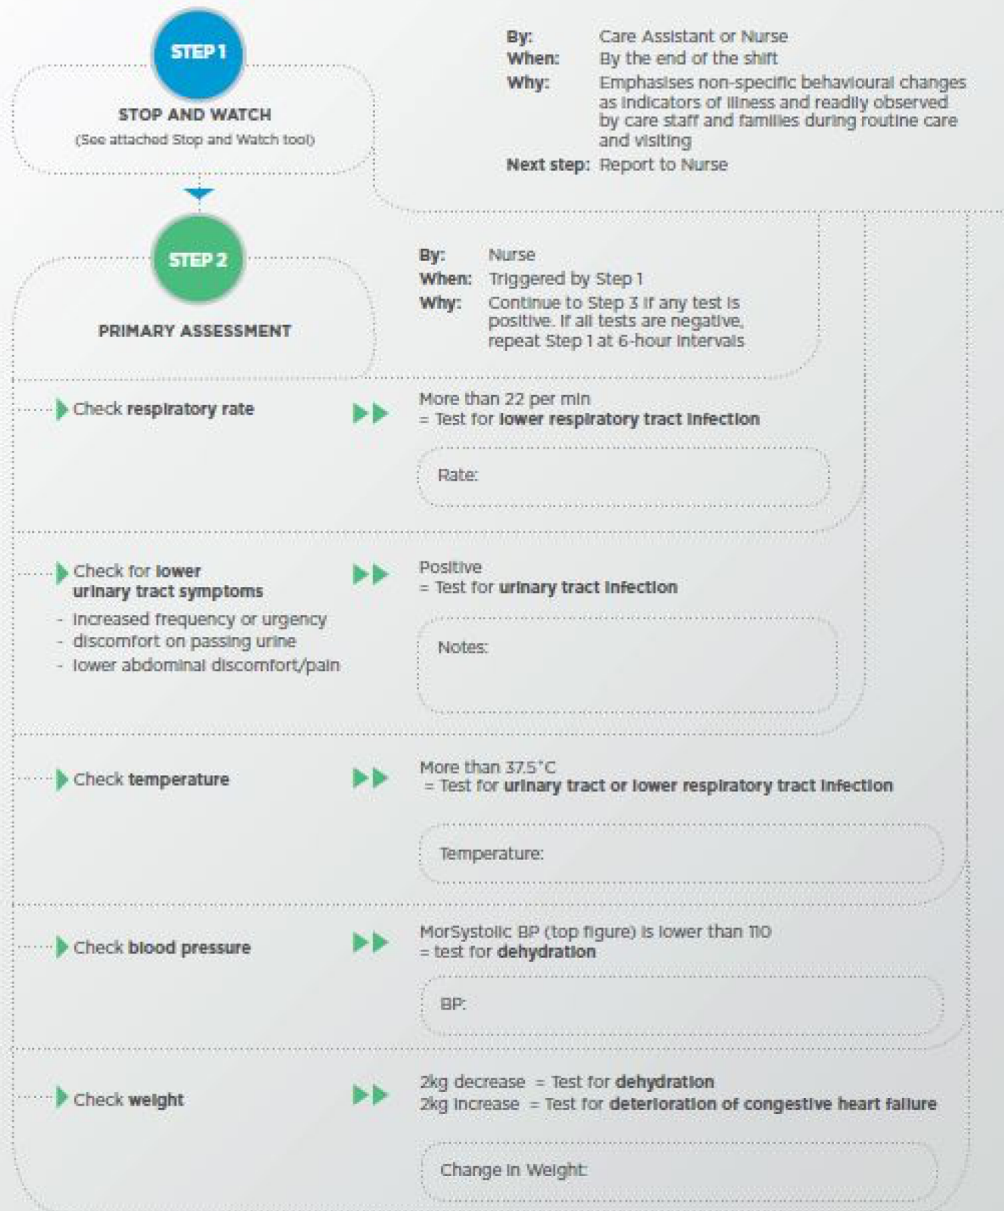 STEP 1
STOP AND WATCH
(See attached Stop and Watch tool)
By: Care Assistant or Nurse
When: By the end of the shift
Why: Emphasises non-specific behavioural changes
as indicators of illness and readily observed
by care staff and families during routine care
and visiting
Next step: Report to Nurse
STEP 2
PRIMARY ASSESSMENT
By: Nurse
When: Triggered by Step 1
Why: Continue to Step 3 if any test is
positive. If all tests are negative,
repeat Step 1 at 6-hour intervals
Check respiratory rate
More than 22 per min
= Test for lower respiratory tract infection
Rate:
Check for lower
urinary tract symptoms
- increased frequency or urgency
- discomfort on passing urine
- lower abdominal discomfort/pain
Positive
= Test for urinary tract infection
Notes:
Check temperature
More than 37.5°C
= Test for urinary tract or lower respiratory tract infection
Temperature:
Check blood pressure
MorSystolic BP (top figure) is lower than 110
= test for dehydration
BP:
Check weight
2kg decrease = Test for dehydration
2kg increase = Test for deterioration of congestive heart failure
Change in Weight: